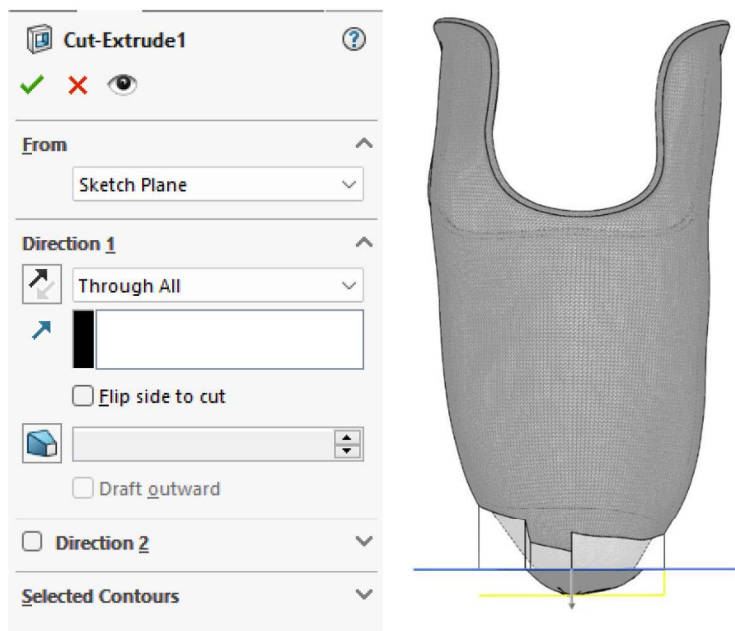 Cut-Extrude1
From
Sketch Plane
Direction 1
Through All
Flip side to cut
Draft outward
Direction 2
Selected Contours